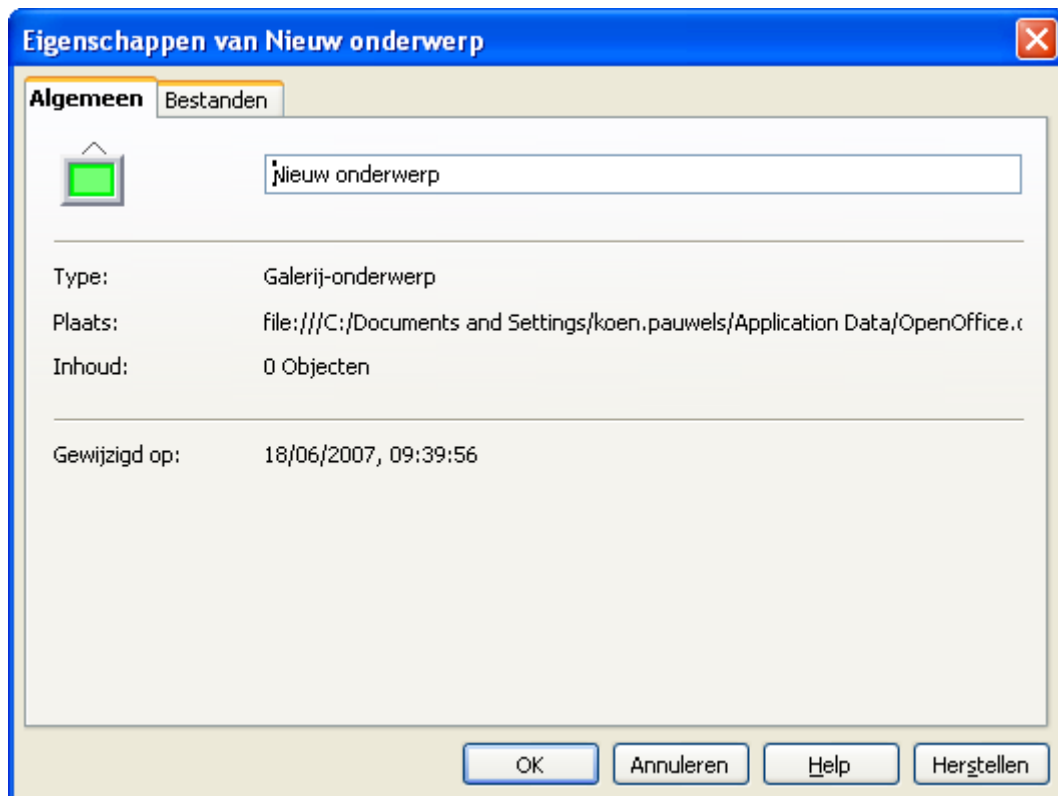 Eigenschappen van Nieuw onderwerp
Algemeen Bestanden
Nieuw onderwerp
Type: Galerij-onderwerp
Plaats: file:///C:/Documents and Settings/koen.pauwels/Application Data/OpenOffice.c
Inhoud: 0 Objecten
Gewijzigd op: 18/06/2007, 09:39:56
OK Annuleren Help Herstellen